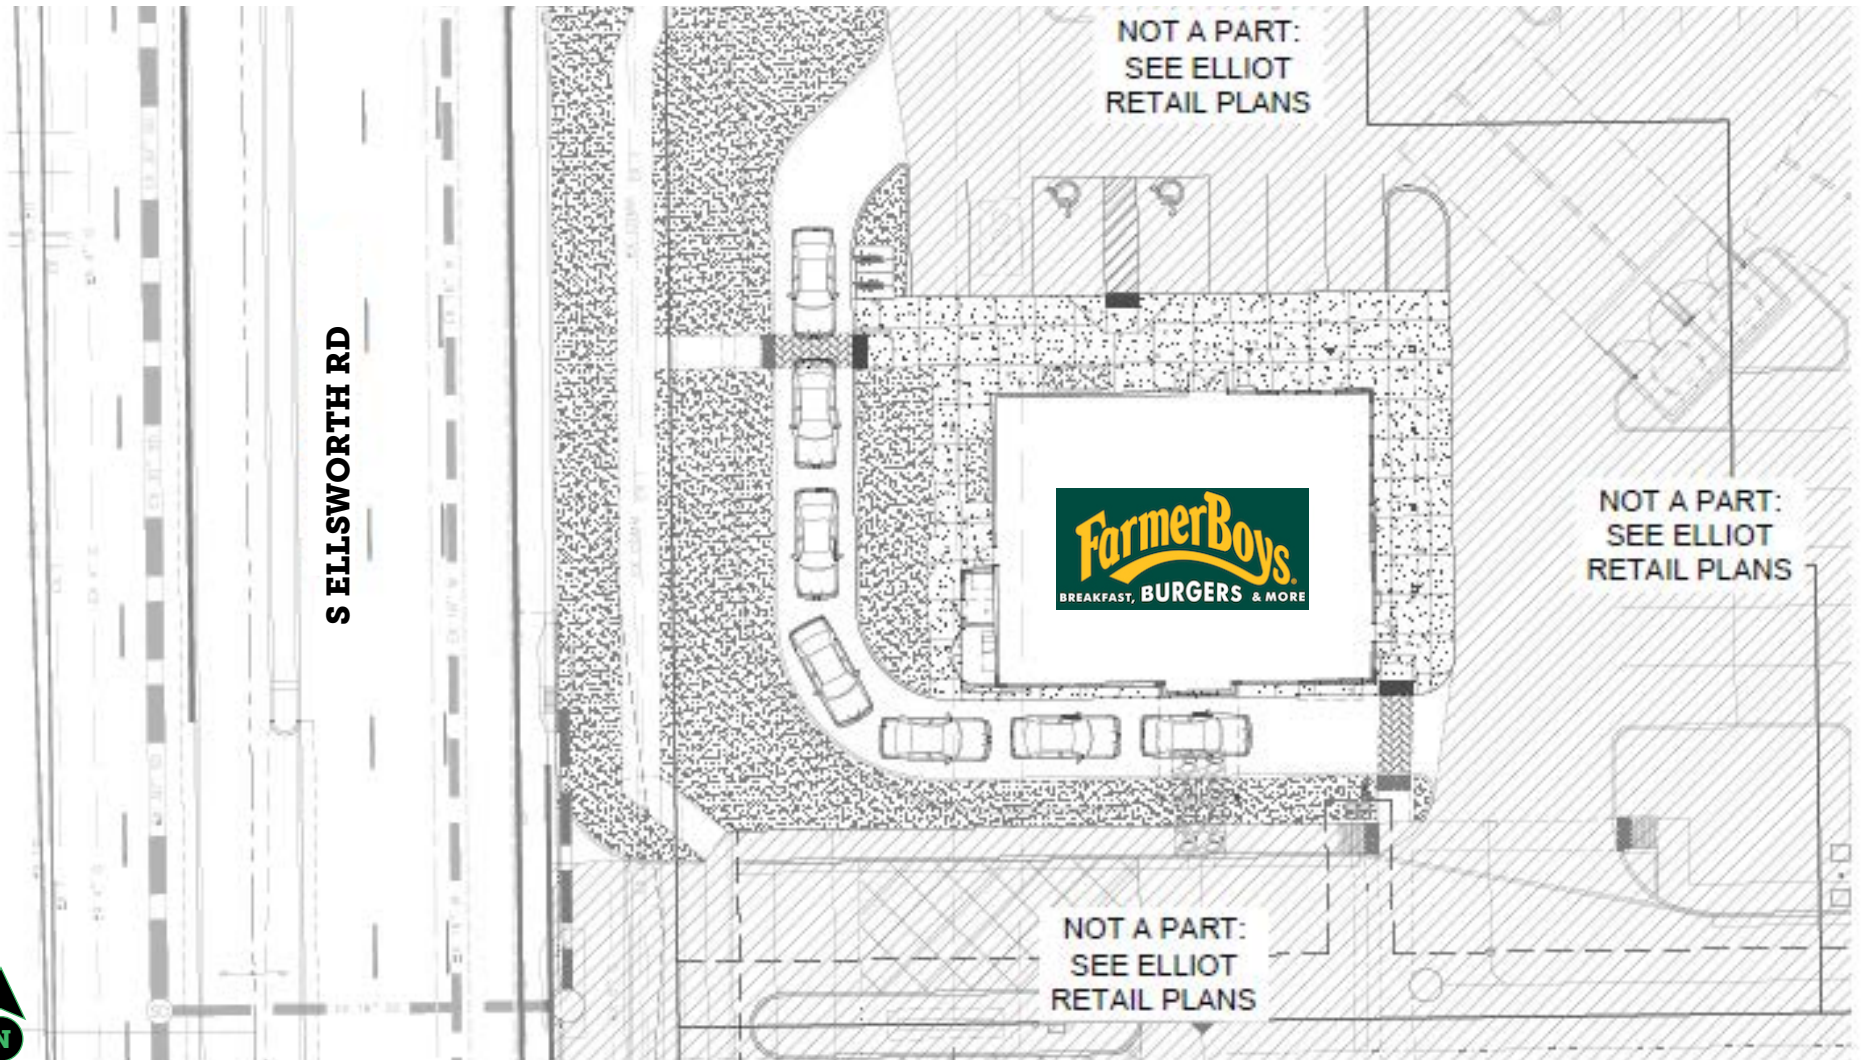 NOT A PART:
SEE ELLIOT
RETAIL PLANS
S ELLSWORTH RD
NOT A PART:
SEE ELLIOT
RETAIL PLANS
FarmerBoys.
BREAKFAST, BURGERS & MORE
NOT A PART:
SEE ELLIOT
RETAIL PLANS
N